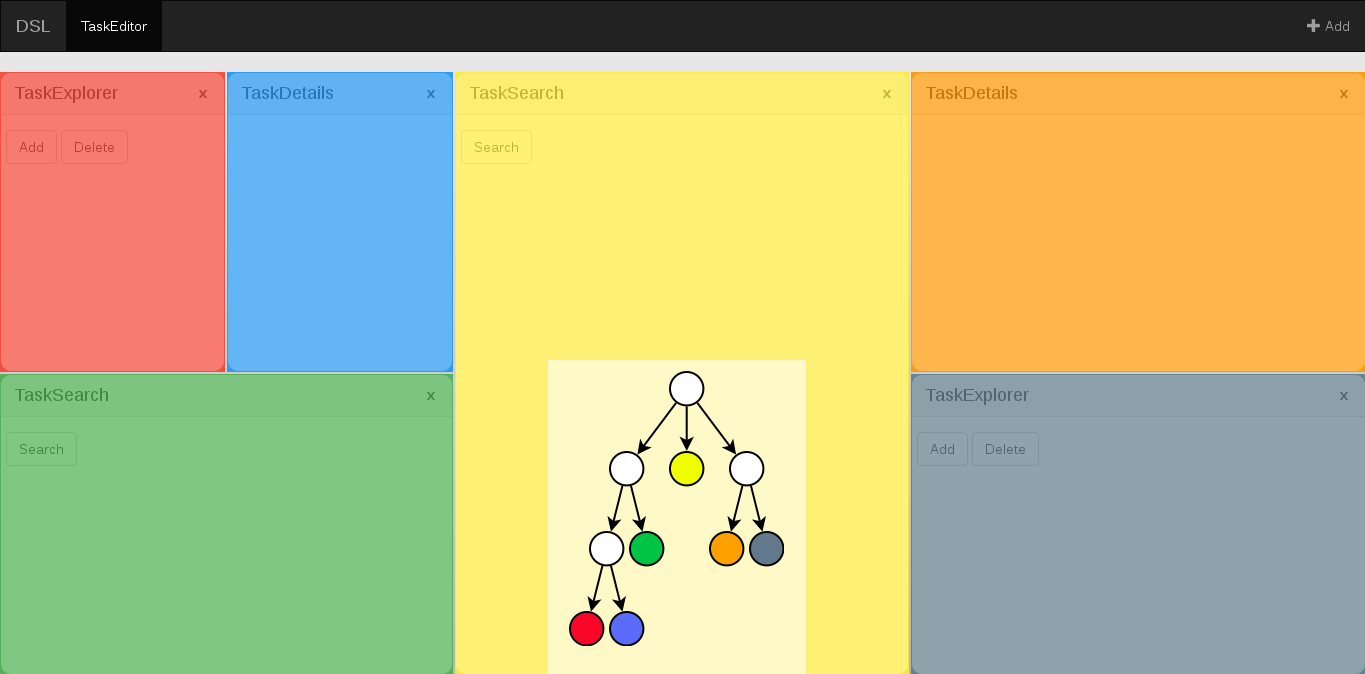 DSL TaskEditor Add
TaskExplorer x
Add Delete
TaskDetails x
TaskSearch x
Search
TaskDetails x
TaskSearch x
Search
TaskExplorer x
Add Delete